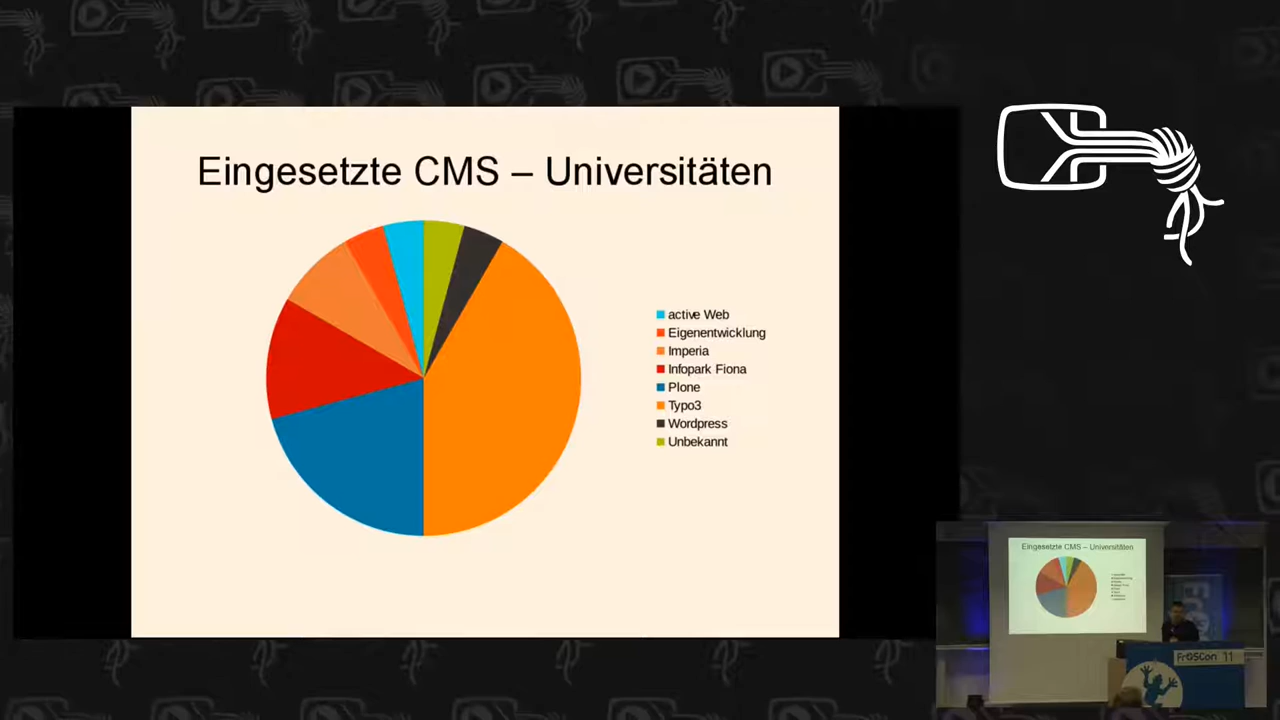 Eingesetzte CMS – Universitäten
active Web
Eigenentwicklung
Imperia
Infopark Fiona
Plone
Typo3
Wordpress
Unbekannt
Eingesetzte CMS – Universitäten
FrOSCon 11